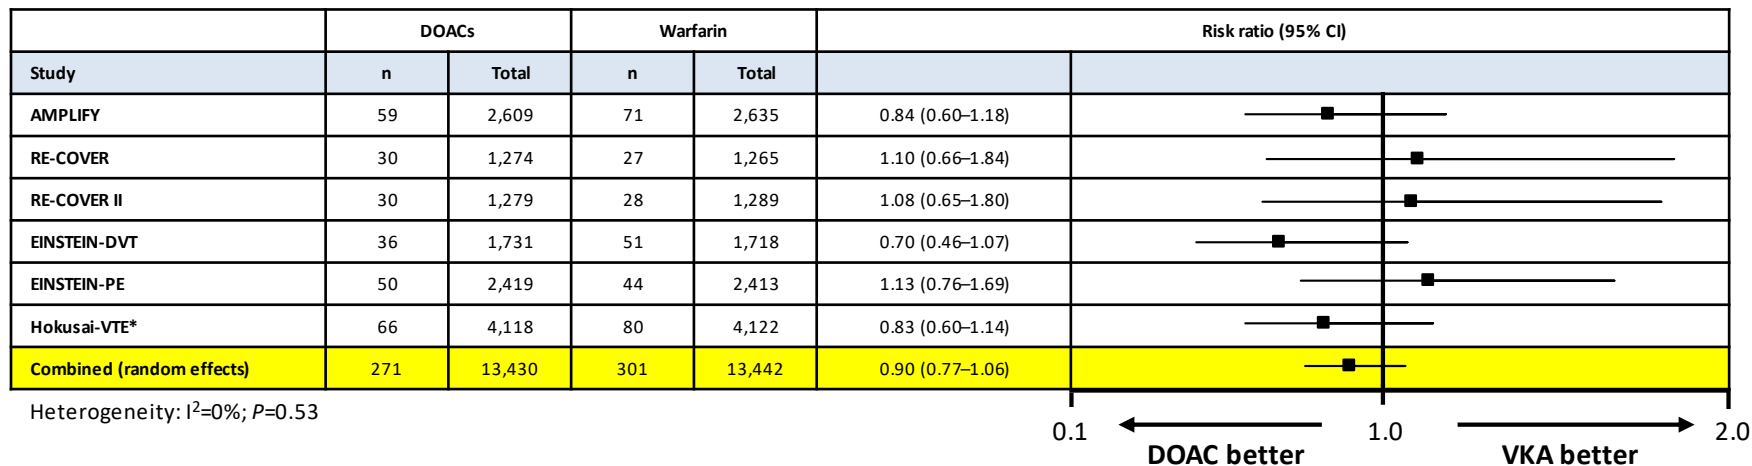 DOACs Warfarin Risk ratio (95% CI)
Study n Total n Total
AMPLIFY 59 2,609 71 2,635 0.84 (0.60–1.18)
RE-COVER 30 1,274 27 1,265 1.10 (0.66–1.84)
RE-COVER II 30 1,279 28 1,289 1.08 (0.65–1.80)
EINSTEIN-DVT 36 1,731 51 1,718 0.70 (0.46–1.07)
EINSTEIN-PE 50 2,419 44 2,413 1.13 (0.76–1.69)
Hokusai-VTE* 66 4,118 80 4,122 0.83 (0.60–1.14)
Combined (random effects) 271 13,430 301 13,442 0.90 (0.77–1.06)
Heterogeneity: I²=0%; P=0.53
0.1 1.0 2.0
DOAC better VKA better